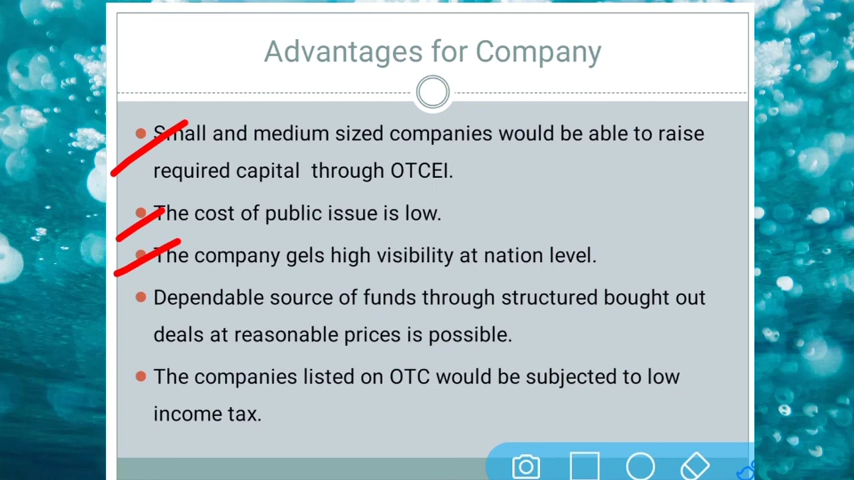 Advantages for Company
Small and medium sized companies would be able to raise
required capital through OTCEI.
The cost of public issue is low.
The company gels high visibility at nation level.
Dependable source of funds through structured bought out
deals at reasonable prices is possible.
The companies listed on OTC would be subjected to low
income tax.